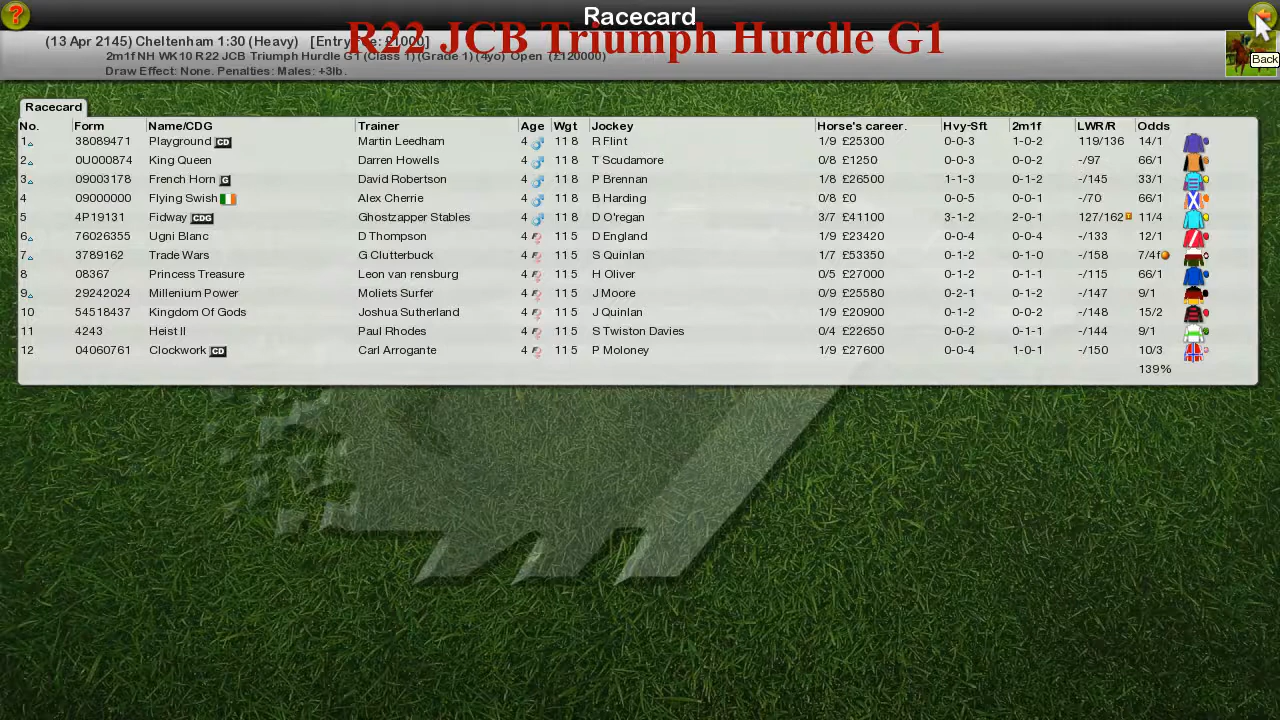 Racecard
R22 JCB Triumph Hurdle G1
(13 Apr 2145) Cheltenham 1:30 (Heavy) [Entry Fee: £1,000]
2m1f NH WK10 R22 JCB Triumph Hurdle G1 (Class 1) (Grade 1) (4yo) Open (£120000)
Draw Effect: None. Penalties: Males: +3lb.
Back
Racecard
No. Form Name/CDG Trainer Age Wgt Jockey Horse's career. Hvy-Sft 2m1f LWR/R Odds
1 38089471 Playground CD Martin Leedham 4 11 8 R Flint 1/9 £25300 0-0-3 1-0-2 119/136 14/1
2 0U000874 King Queen Darren Howells 4 11 8 T Scudamore 0/8 £1250 0-0-3 0-0-2 -/97 66/1
3 09003178 French Horn G David Robertson 4 11 8 P Brennan 1/8 £26500 1-1-3 0-1-2 -/145 33/1
4 09000000 Flying Swish Alex Cherrie 4 11 8 B Harding 0/8 £0 0-0-5 0-0-1 -/70 66/1
5 4P19131 Fidway CDG Ghostzapper Stables 4 11 8 D O'regan 3/7 £41100 3-1-2 2-0-1 127/162 T 11/4
6 76026355 Ugni Blanc D Thompson 4 11 5 D England 1/9 £23420 0-0-4 0-0-4 -/133 12/1
7 3789162 Trade Wars G Clutterbuck 4 11 5 S Quinlan 1/7 £53350 0-1-2 0-1-0 -/158 7/4f
8 08367 Princess Treasure Leon van rensburg 4 11 5 H Oliver 0/5 £27000 0-1-2 0-1-1 -/115 66/1
9 29242024 Millenium Power Moliets Surfer 4 11 5 J Moore 0/9 £25580 0-2-1 0-1-2 -/147 9/1
10 54518437 Kingdom Of Gods Joshua Sutherland 4 11 5 J Quinlan 1/9 £20900 0-1-2 0-0-2 -/148 15/2
11 4243 Heist II Paul Rhodes 4 11 5 S Twiston Davies 0/4 £22650 0-0-2 0-1-1 -/144 9/1
12 04060761 Clockwork CD Carl Arrogante 4 11 5 P Moloney 1/9 £27600 0-0-4 1-0-1 -/150 10/3
139%